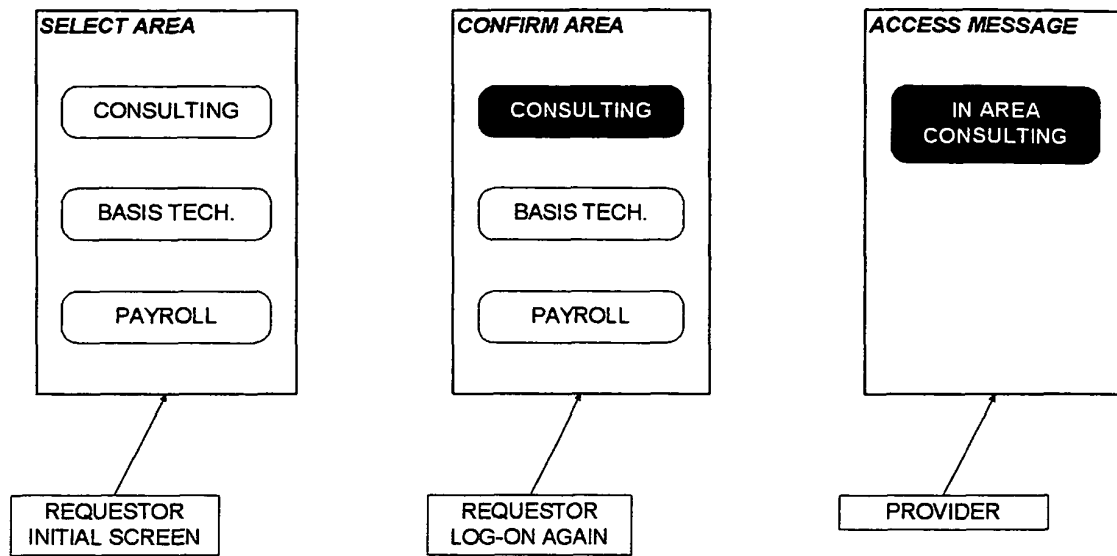 SELECT AREA
CONSULTING
BASIS TECH.
PAYROLL
REQUESTOR
INITIAL SCREEN
CONFIRM AREA
CONSULTING
BASIS TECH.
PAYROLL
REQUESTOR
LOG-ON AGAIN
ACCESS MESSAGE
IN AREA
CONSULTING
PROVIDER